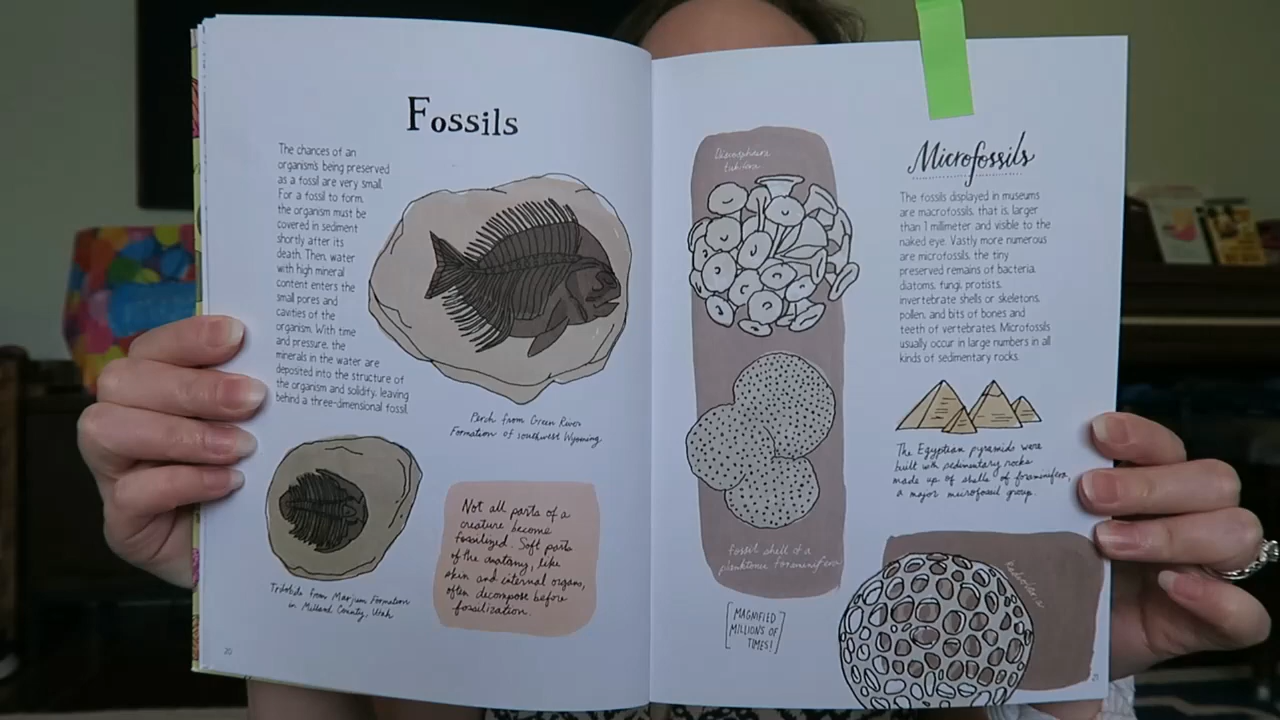 Fossils
The chances of an
organism's being preserved
as a fossil are very small.
For a fossil to form,
the organism must be
covered in sediment
shortly after its
death. Then, water
with high mineral
content enters the
small pores and
cavities of the
organism. With time
and pressure, the
minerals in the water are
deposited into the structure of
the organism and solidify, leaving
behind a three-dimensional fossil.
Perch from Green River
Formation of southwest Wyoming
Trilobite from Marjum Formation
in Millard County, Utah
Not all parts of a
creature become
fossilized. Soft parts
of the anatomy, like
skin and internal organs,
often decompose before
fossilization.
20
Discosphaera
tubifera
fossil shell of a
planktonic foraminifera
[MAGNIFIED
MILLIONS OF
TIMES!]
Microfossils
The fossils displayed in museums
are macrofossils, that is, larger
than 1 millimeter and visible to the
naked eye. Vastly more numerous
are microfossils, the tiny
preserved remains of bacteria,
diatoms, fungi, protists,
invertebrate shells or skeletons,
pollen, and bits of bones and
teeth of vertebrates. Microfossils
usually occur in large numbers in all
kinds of sedimentary rocks.
The Egyptian pyramids were
built with sedimentary rocks
made up of shells of foraminifera,
a major microfossil group.
21